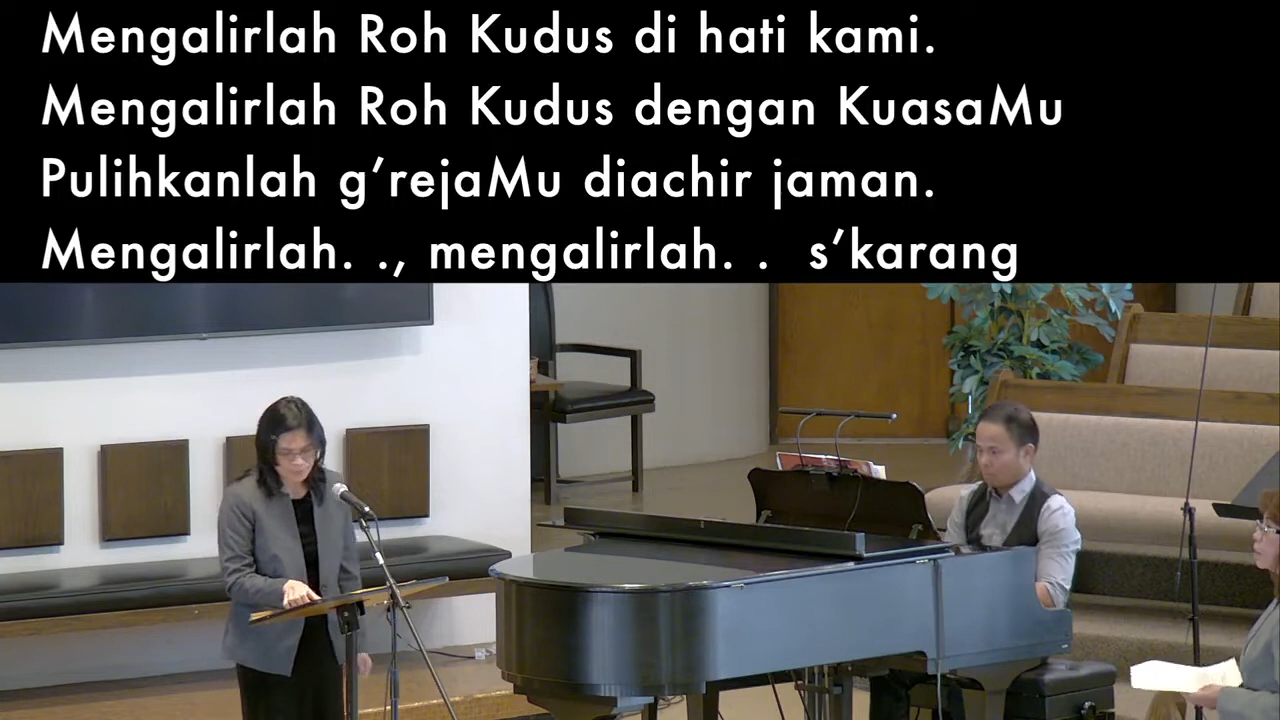 Mengalirlah Roh Kudus di hati kami.
Mengalirlah Roh Kudus dengan KuasaMu
Pulihkanlah g’rejaMu diachir jaman.
Mengalirlah. ., mengalirlah. .  s’karang